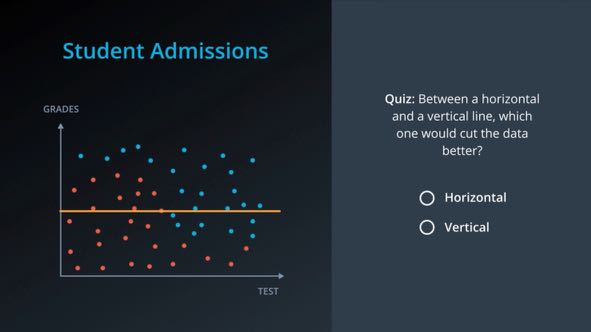 Student Admissions
GRADES
TEST
Quiz: Between a horizontal
and a vertical line, which
one would cut the data
better?
Horizontal
Vertical